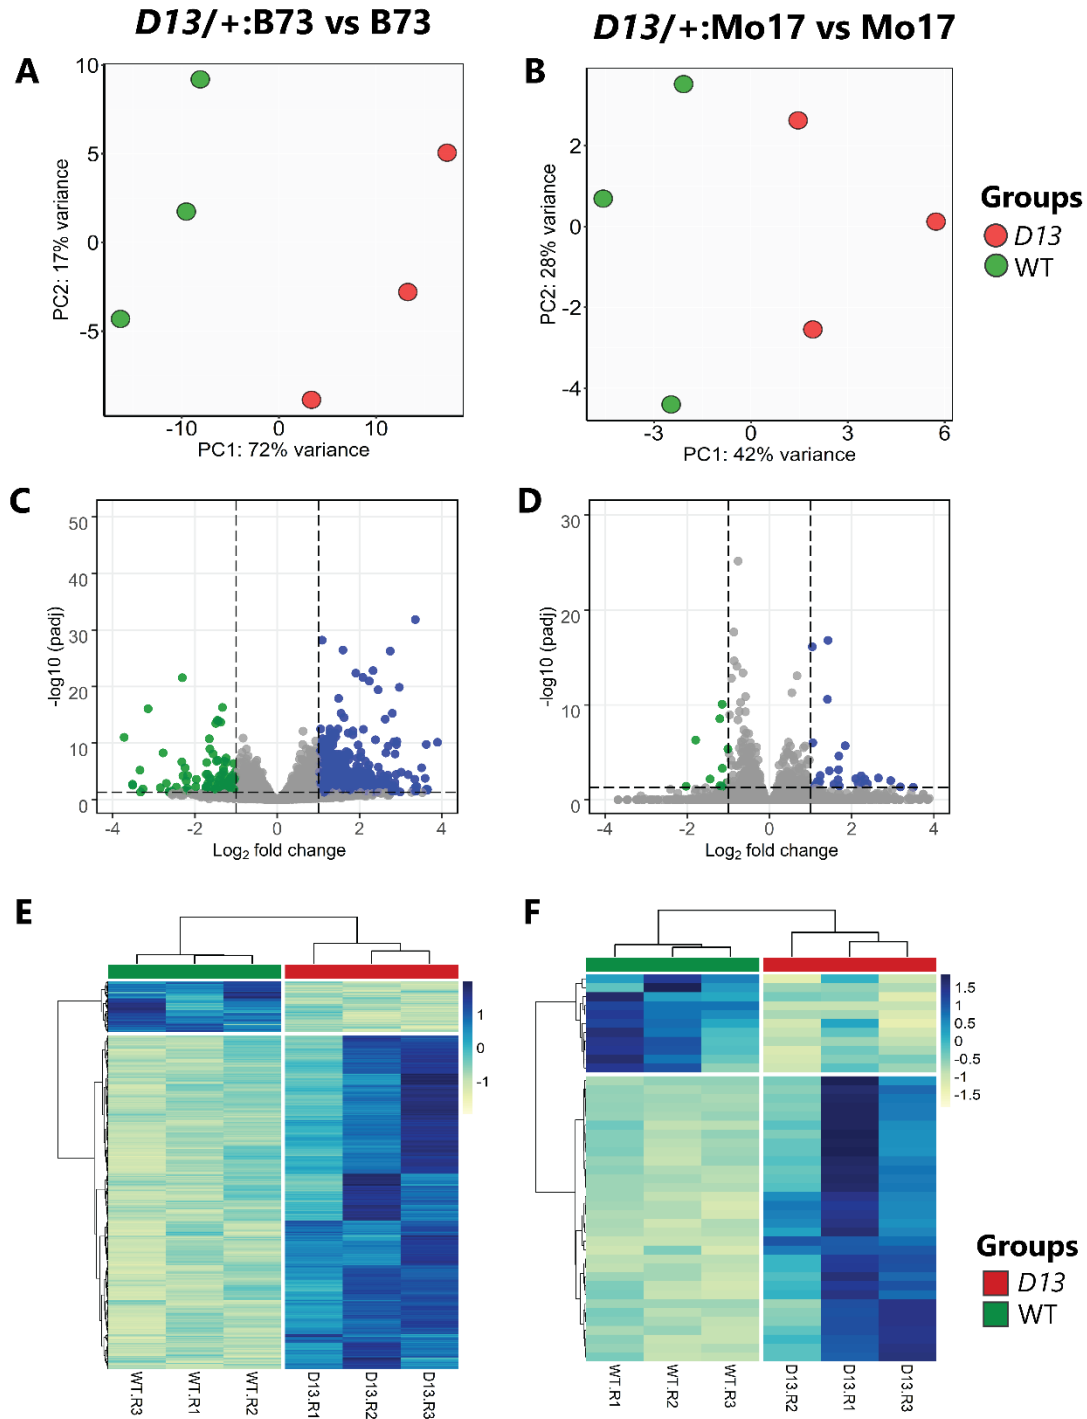 D13/+:B73 vs B73
D13/+:Mo17 vs Mo17
A
10
5
0
-5
PC2: 17% variance
-10
0
10
PC1: 72% variance
B
2
0
-2
-4
PC2: 28% variance
-3
0
3
6
PC1: 42% variance
Groups
D13
WT
C
50
40
30
20
10
0
-log10 (padj)
-4
-2
0
2
4
Log2 fold change
D
30
20
10
0
-log10 (padj)
-4
-2
0
2
4
Log2 fold change
E
1
0
-1
WT.R3
WT.R1
WT.R2
D13.R1
D13.R2
D13.R3
F
1.5
1
0.5
0
-0.5
-1
-1.5
WT.R1
WT.R2
WT.R3
D13.R2
D13.R1
D13.R3
Groups
D13
WT